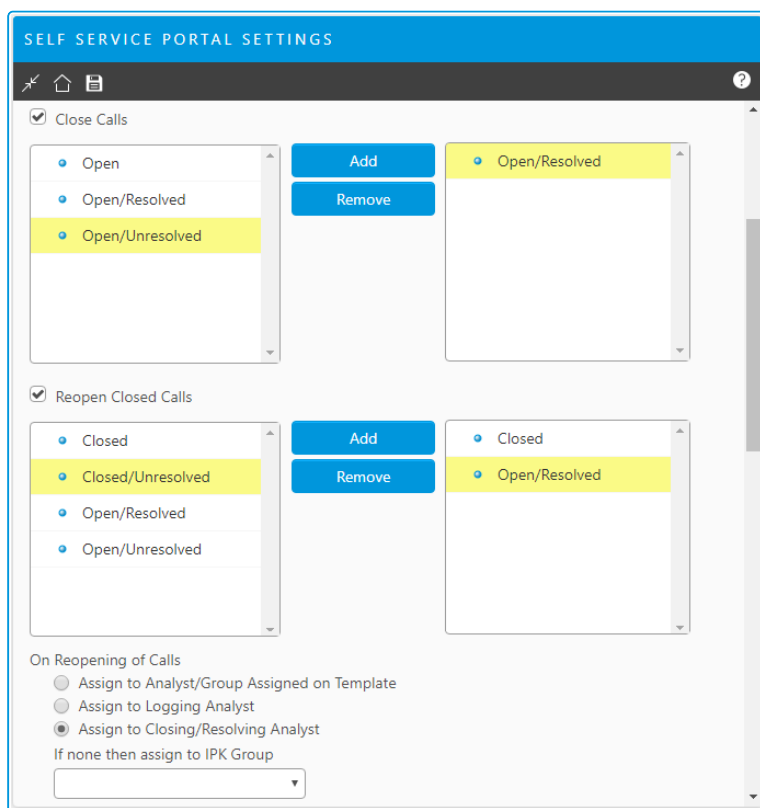 SELF SERVICE PORTAL SETTINGS
?
Close Calls
Open
Open/Resolved
Open/Unresolved
Add
Remove
Open/Resolved
Reopen Closed Calls
Closed
Closed/Unresolved
Open/Resolved
Open/Unresolved
Add
Remove
Closed
Open/Resolved
On Reopening of Calls
Assign to Analyst/Group Assigned on Template
Assign to Logging Analyst
Assign to Closing/Resolving Analyst
If none then assign to IPK Group